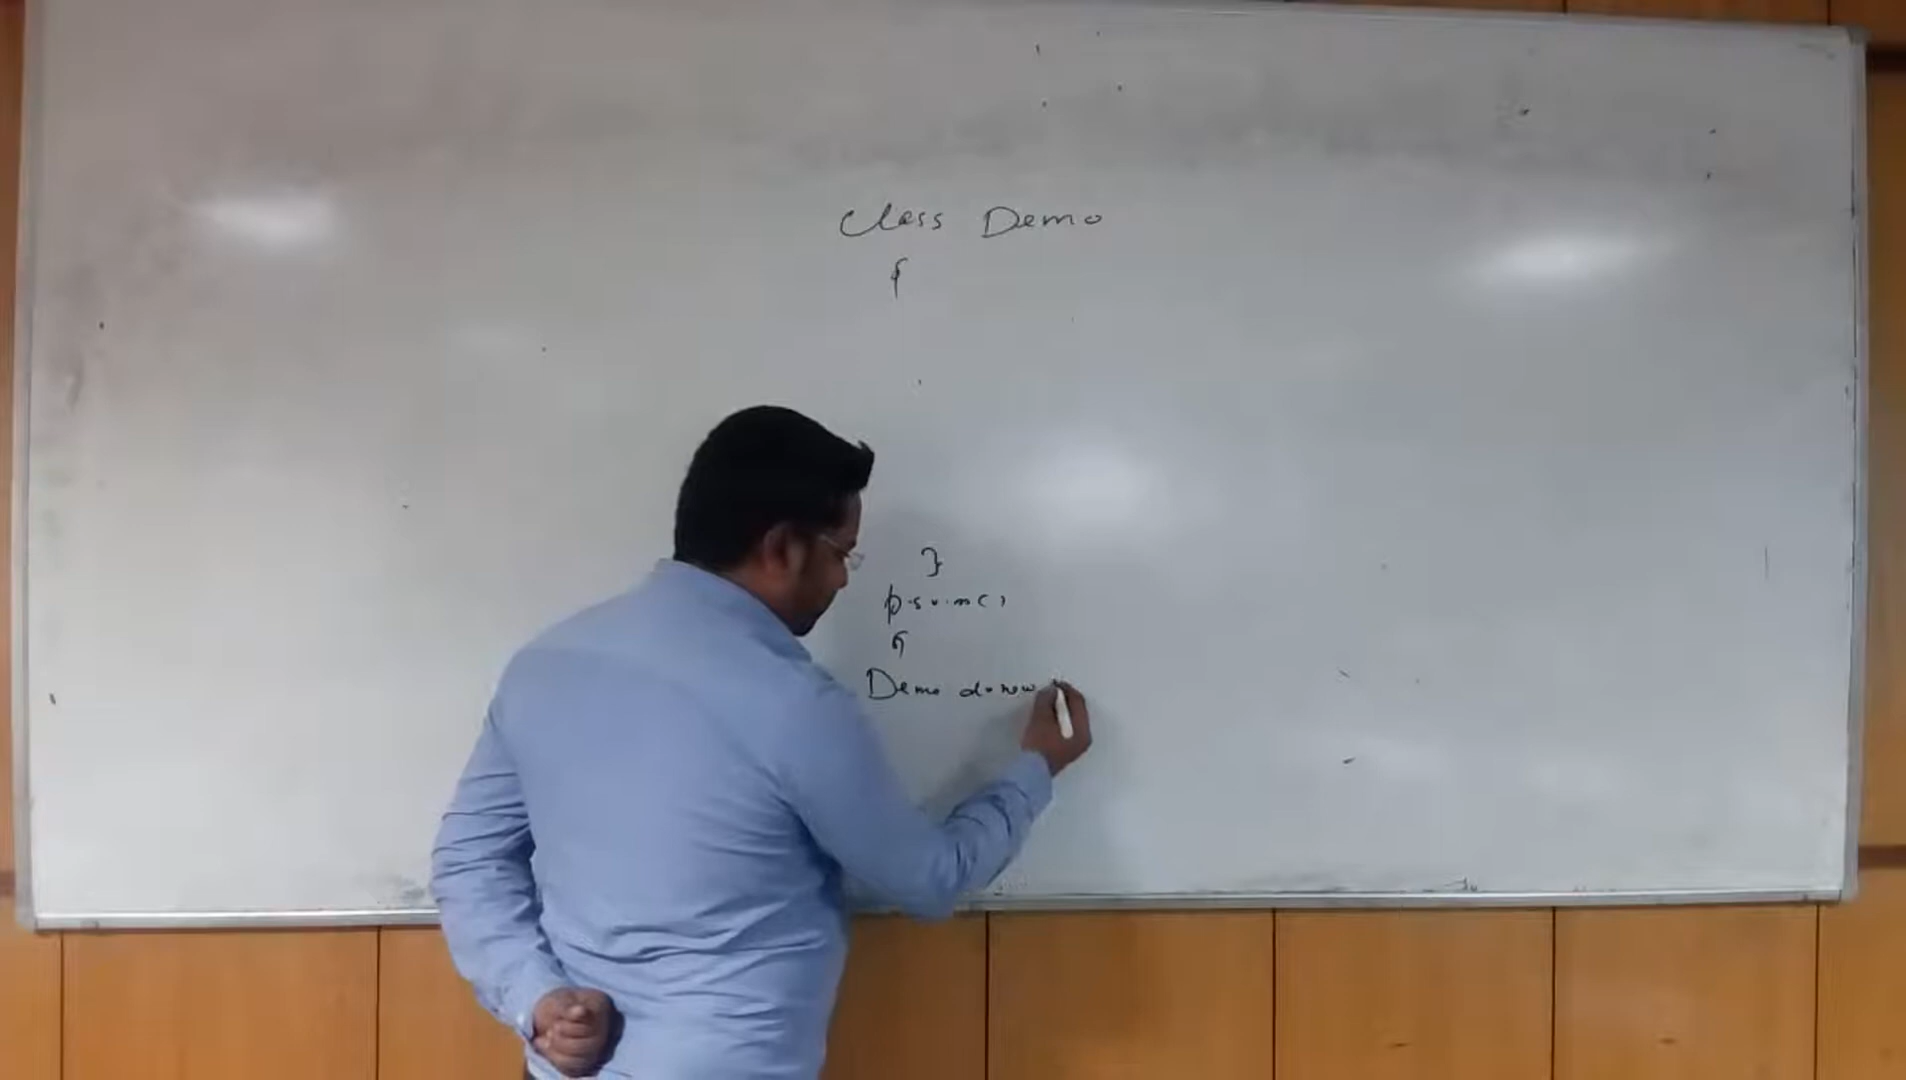 Class Demo
{
}
p.s.v.m()
{
Demo d=new